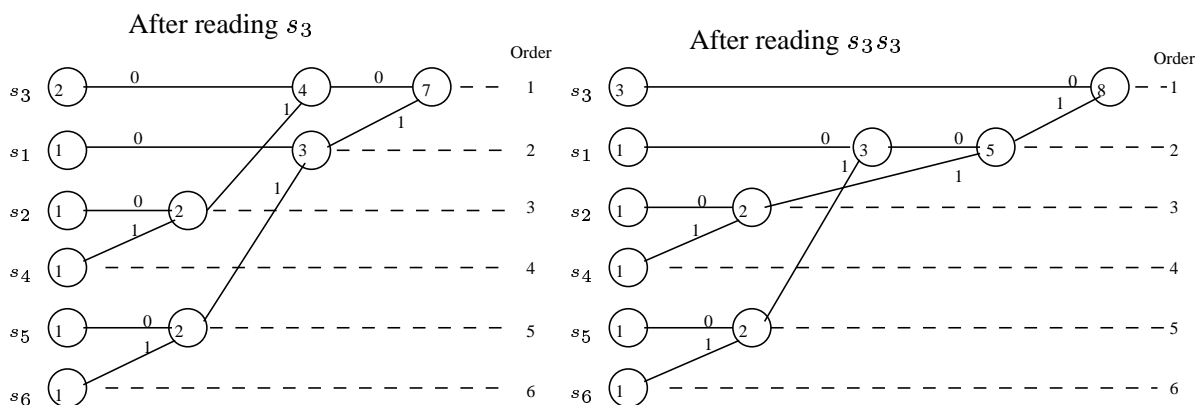 After reading s3
Order
s3 2 0 4 0 7 1
1 1
s1 1 0 3 2
1
s2 1 0 2 3
1
s4 1 4
s5 1 0 2 5
1
s6 1 6
After reading s3s3
Order
s3 3 0 8 1
1
s1 1 0 3 0 5 2
1 1
s2 1 0 2 3
1
s4 1 4
s5 1 0 2 5
1
s6 1 6